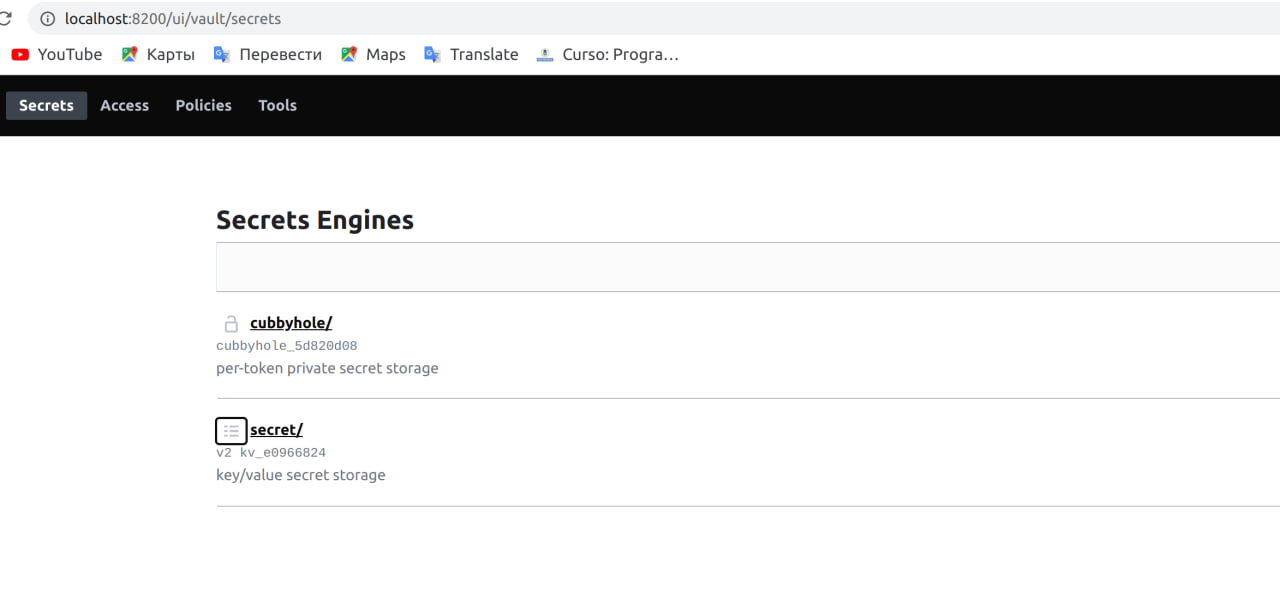 localhost:8200/ui/vault/secrets
YouTube Карты Перевести Maps Translate Curso: Progra…
Secrets Access Policies Tools
Secrets Engines
cubbyhole/
cubbyhole_5d820d08
per-token private secret storage
secret/
v2 kv_e0966824
key/value secret storage